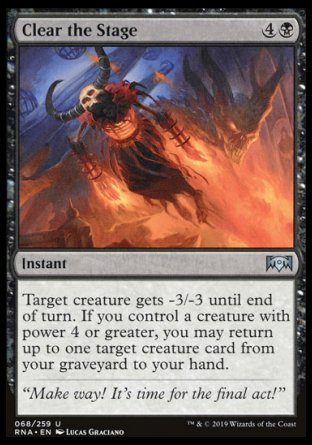 Clear the Stage 4
Instant
Target creature gets -3/-3 until end
of turn. If you control a creature with
power 4 or greater, you may return
up to one target creature card from
your graveyard to your hand.
“Make way! It’s time for the final act!”
068/259 U
RNA • EN Lucas Graciano ™ & © 2019 Wizards of the Coast